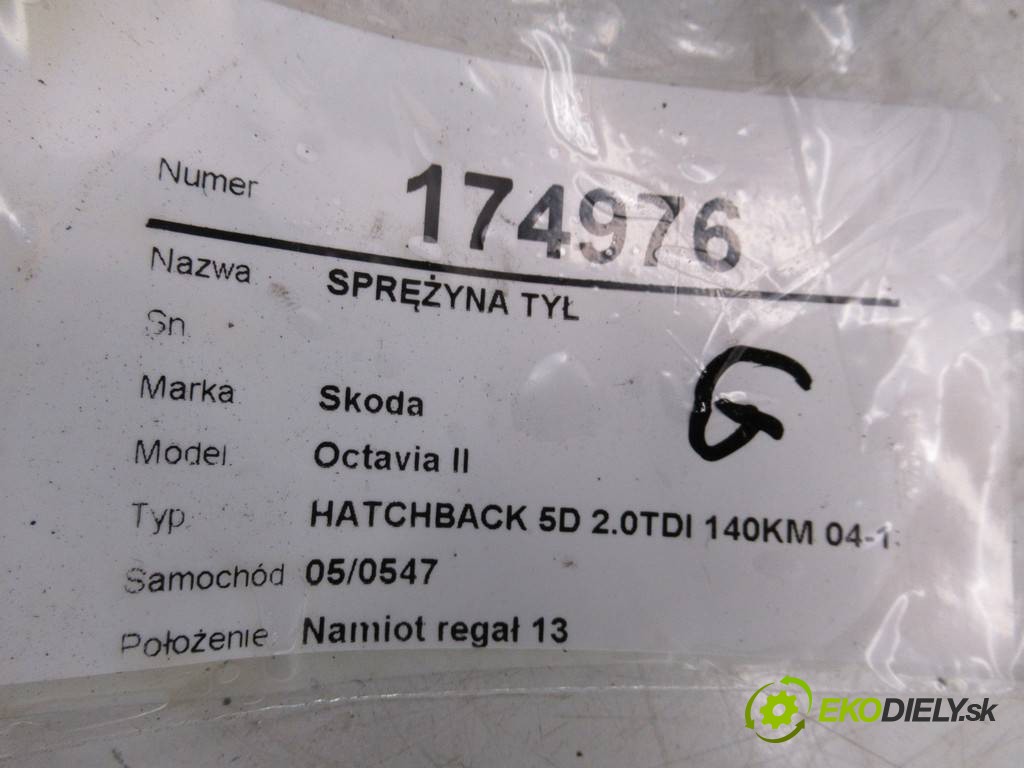 Numer 174976
Nazwa SPRĘŻYNA TYŁ
Sn
Marka Skoda
Model Octavia II
Typ HATCHBACK 5D 2.0TDI 140KM 04-1
Samochód 05/0547
Położenie Namiot regał 13
G
EKODIELY.sk